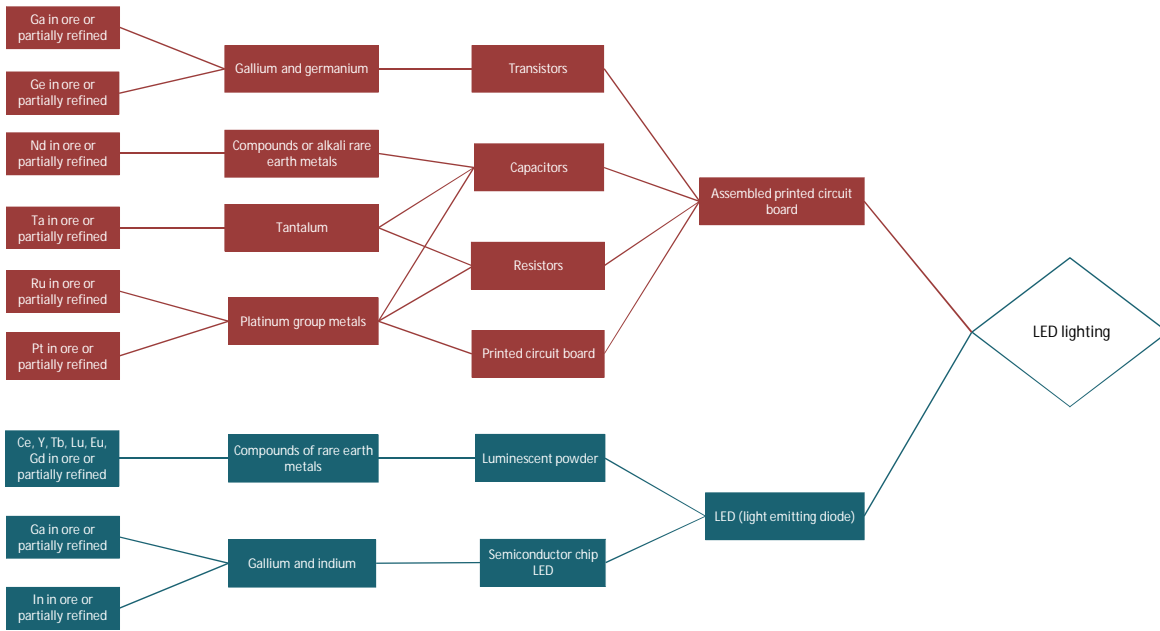 Ga in ore or
partially refined
Ge in ore or
partially refined
Gallium and germanium
Transistors
Nd in ore or
partially refined
Compounds or alkali rare
earth metals
Capacitors
Ta in ore or
partially refined
Tantalum
Resistors
Ru in ore or
partially refined
Pt in ore or
partially refined
Platinum group metals
Printed circuit board
Assembled printed circuit
board
LED lighting
Ce, Y, Tb, Lu, Eu,
Gd in ore or
partially refined
Compounds of rare earth
metals
Luminescent powder
Ga in ore or
partially refined
In in ore or
partially refined
Gallium and indium
Semiconductor chip
LED
LED (light emitting diode)